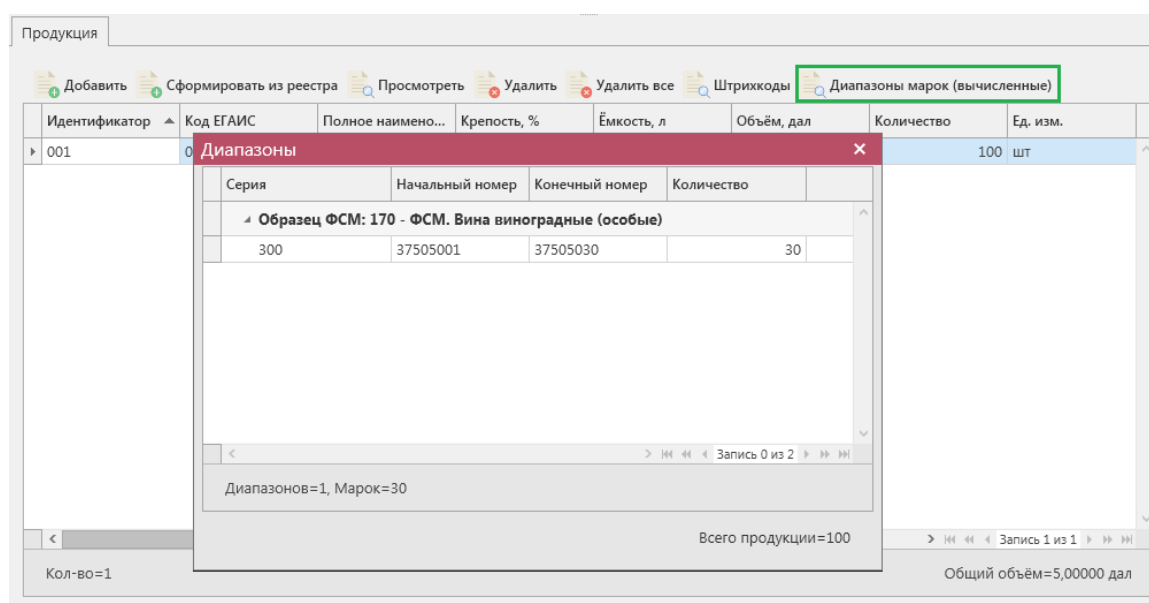 Продукция
Добавить Сформировать из реестра Просмотреть Удалить Удалить все Штрихкоды Диапазоны марок (вычисленные)
Идентификатор Код ЕГАИС Полное наимено... Крепость, % Ёмкость, л Объём, дал Количество Ед. изм.
001 0 100 шт
Диапазоны
Серия Начальный номер Конечный номер Количество
Образец ФСМ: 170 - ФСМ. Вина виноградные (особые)
300 37505001 37505030 30
Запись 0 из 2
Диапазонов=1, Марок=30
Всего продукции=100
Запись 1 из 1
Кол-во=1 Общий объём=5,00000 дал